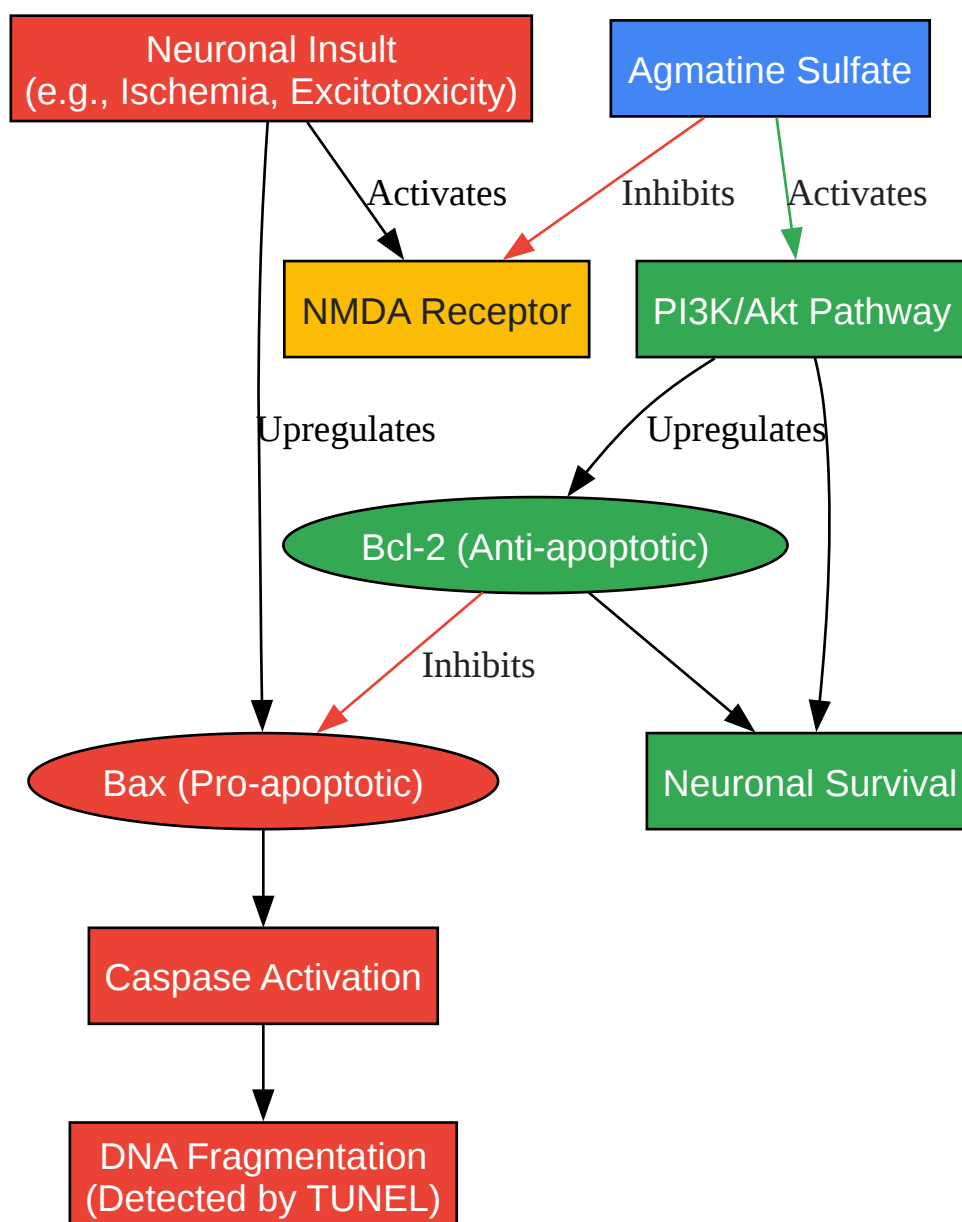 Neuronal Insult
(e.g., Ischemia, Excitotoxicity)
Agmatine Sulfate
Activates
Inhibits
Activates
NMDA Receptor
PI3K/Akt Pathway
Upregulates
Upregulates
Bcl-2 (Anti-apoptotic)
Inhibits
Bax (Pro-apoptotic)
Neuronal Survival
Caspase Activation
DNA Fragmentation
(Detected by TUNEL)